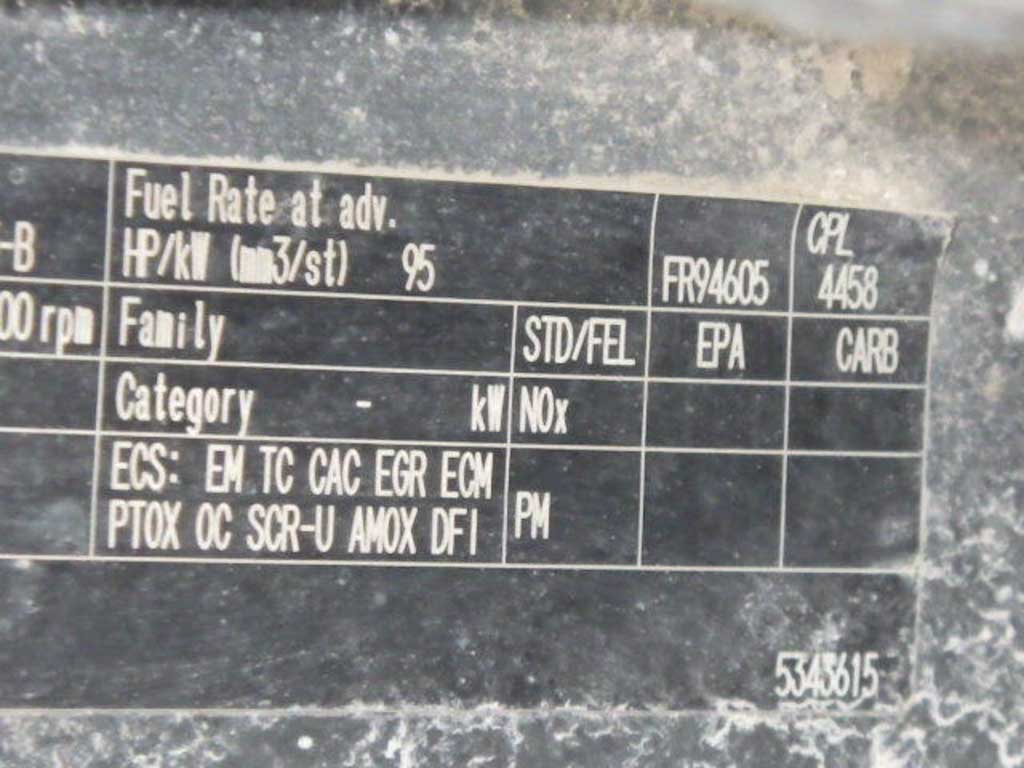 -B
Fuel Rate at adv.
HP/kW (mm3/st) 95
FR94605
CPL
4458
00 rpm
Family
STD/FEL
EPA
CARB
Category - kW
NOx
ECS: EM TC CAC EGR ECM
PTOX OC SCR-U AMOX DFI
PM
5343615